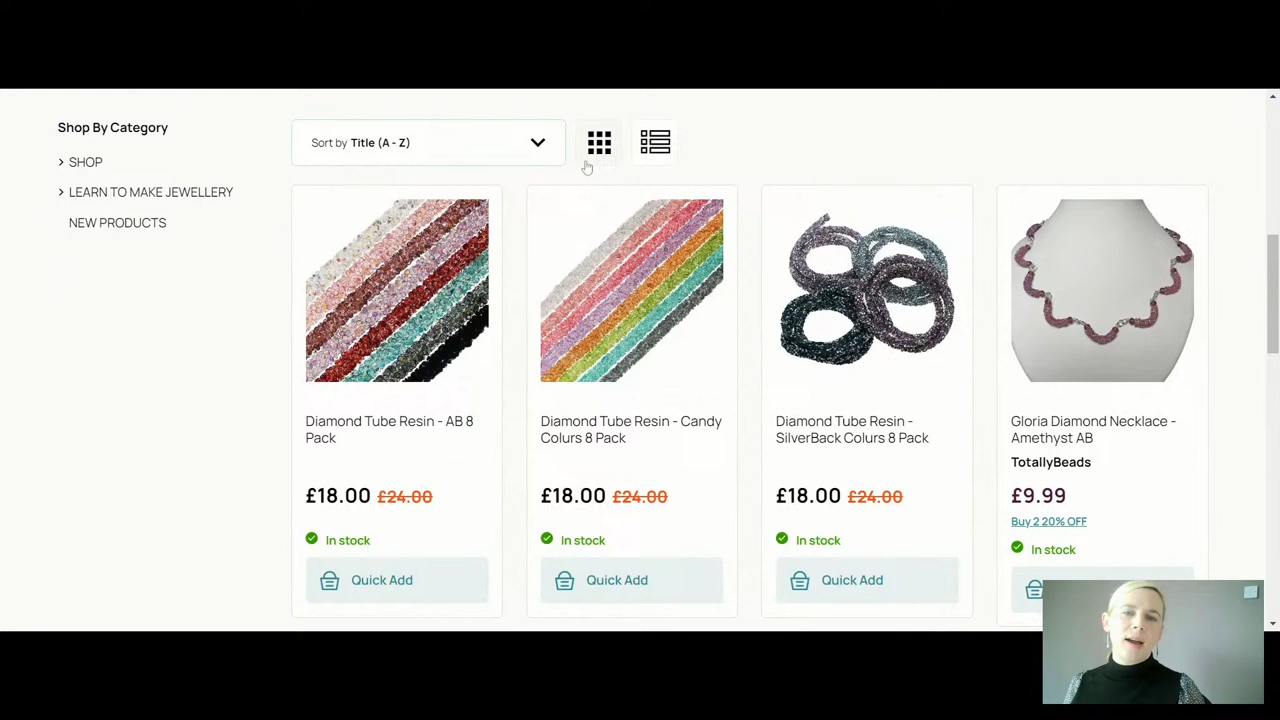 Shop By Category
SHOP
LEARN TO MAKE JEWELLERY
NEW PRODUCTS
Sort by Title (A - Z)
Diamond Tube Resin - AB 8
Pack
£18.00 £24.00
In stock
Quick Add
Diamond Tube Resin - Candy
Colurs 8 Pack
£18.00 £24.00
In stock
Quick Add
Diamond Tube Resin -
SilverBack Colurs 8 Pack
£18.00 £24.00
In stock
Quick Add
Gloria Diamond Necklace -
Amethyst AB
TotallyBeads
£9.99
Buy 2 20% OFF
In stock